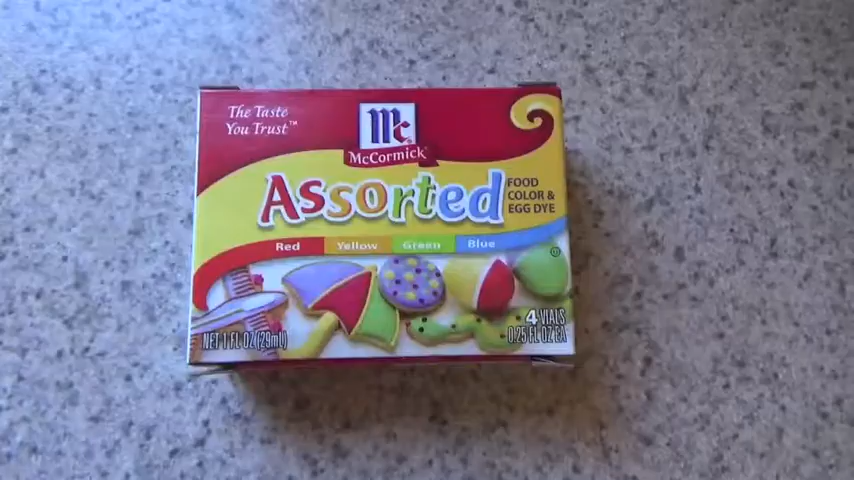 The Taste
You Trust™
Mc
McCormick®
Assorted
FOOD
COLOR &
EGG DYE
Red Yellow Green Blue
NET 1 FL OZ (29mL)
4 VIALS
0.25 FL OZ EA